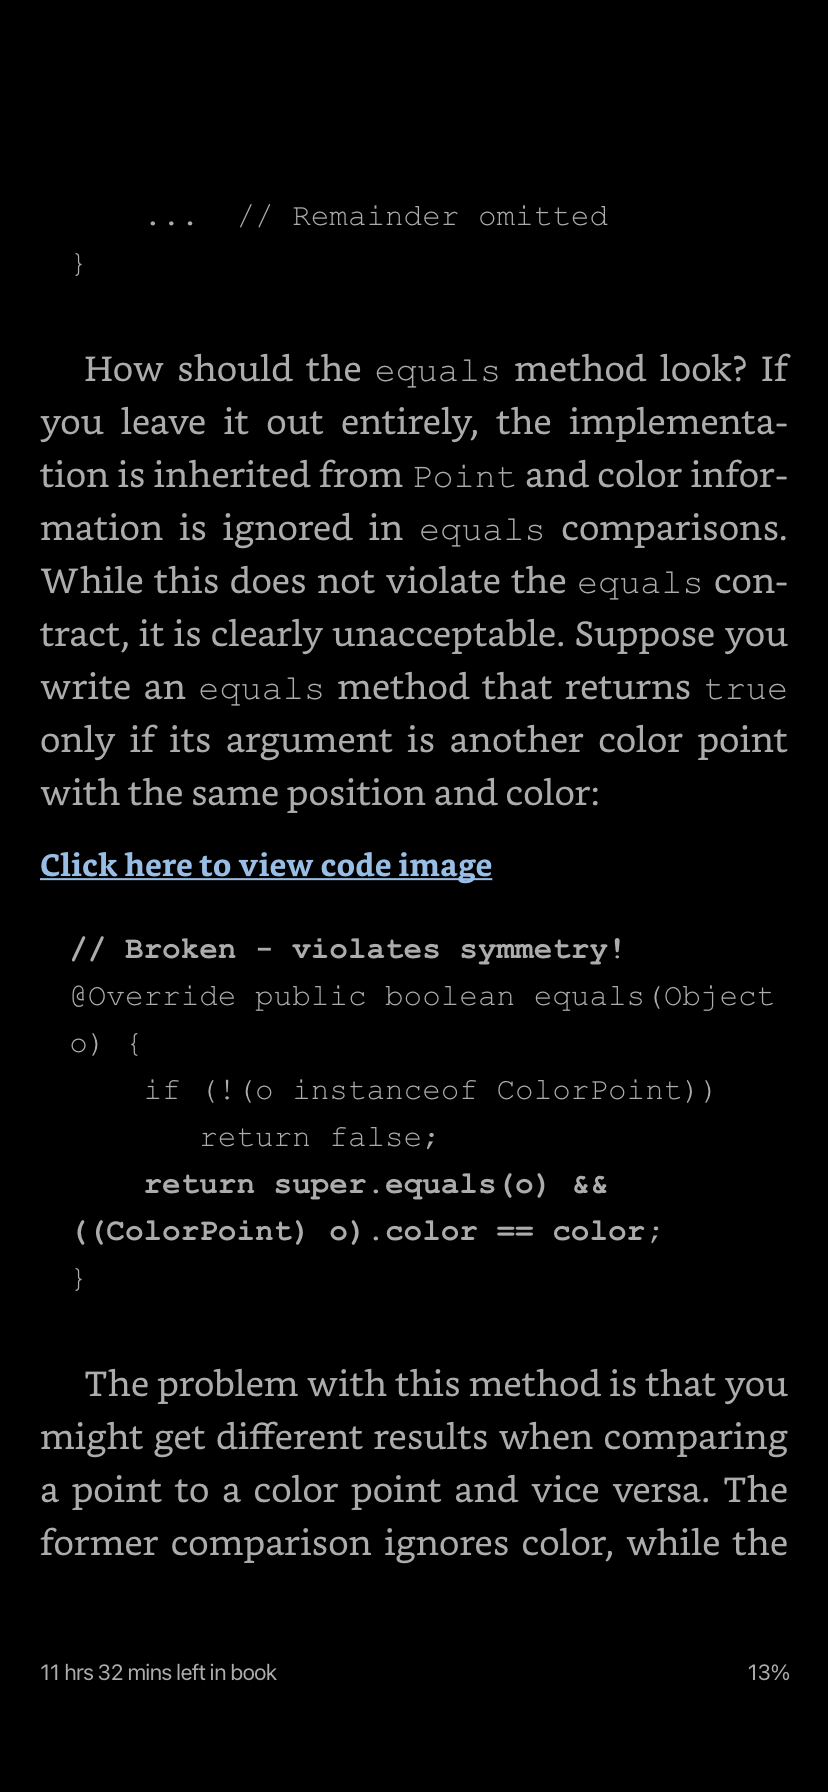 ... // Remainder omitted
}
How should the equals method look? If
you leave it out entirely, the implementa-
tion is inherited from Point and color infor-
mation is ignored in equals comparisons.
While this does not violate the equals con-
tract, it is clearly unacceptable. Suppose you
write an equals method that returns true
only if its argument is another color point
with the same position and color:
Click here to view code image
// Broken - violates symmetry!
@Override public boolean equals(Object
o) {
    if (!(o instanceof ColorPoint))
       return false;
    return super.equals(o) &&
((ColorPoint) o).color == color;
}
The problem with this method is that you
might get different results when comparing
a point to a color point and vice versa. The
former comparison ignores color, while the
11 hrs 32 mins left in book 13%